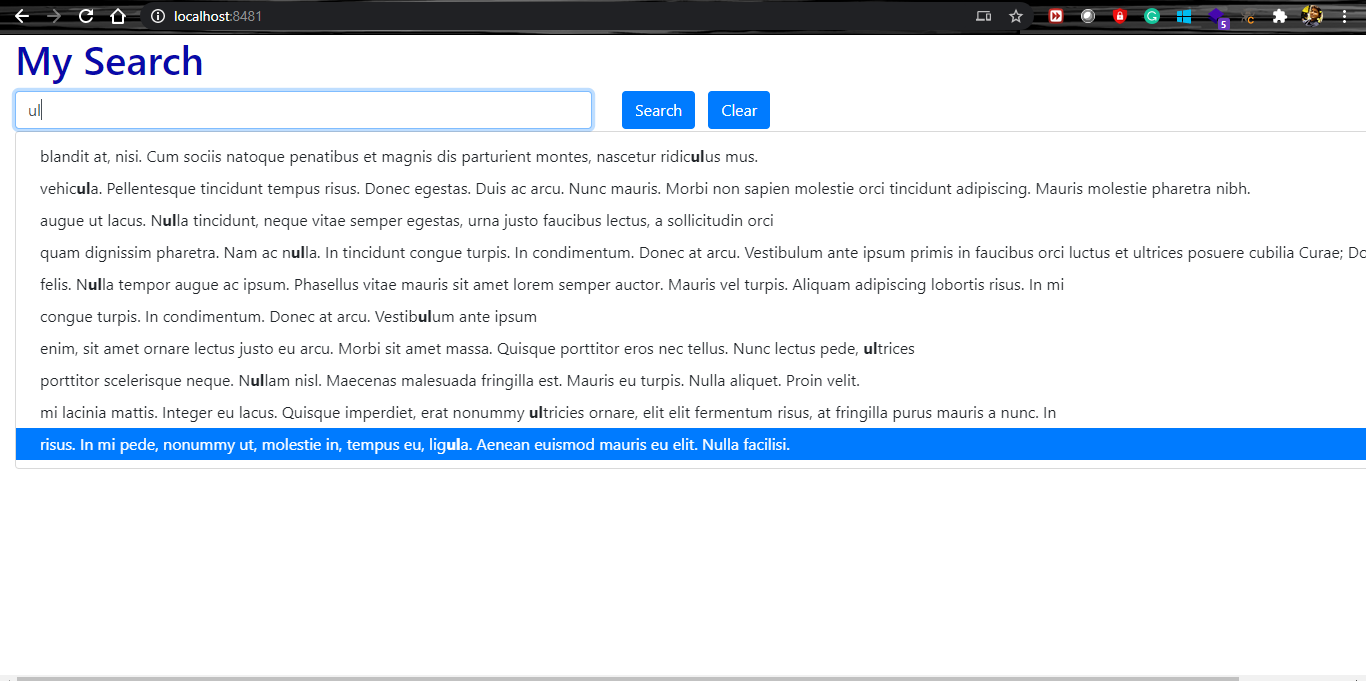 localhost:8481
5
My Search
ul
Search
Clear
blandit at, nisi. Cum sociis natoque penatibus et magnis dis parturient montes, nascetur ridiculus mus.
vehicula. Pellentesque tincidunt tempus risus. Donec egestas. Duis ac arcu. Nunc mauris. Morbi non sapien molestie orci tincidunt adipiscing. Mauris molestie pharetra nibh.
augue ut lacus. Nulla tincidunt, neque vitae semper egestas, urna justo faucibus lectus, a sollicitudin orci
quam dignissim pharetra. Nam ac nulla. In tincidunt congue turpis. In condimentum. Donec at arcu. Vestibulum ante ipsum primis in faucibus orci luctus et ultrices posuere cubilia Curae; Do
felis. Nulla tempor augue ac ipsum. Phasellus vitae mauris sit amet lorem semper auctor. Mauris vel turpis. Aliquam adipiscing lobortis risus. In mi
congue turpis. In condimentum. Donec at arcu. Vestibulum ante ipsum
enim, sit amet ornare lectus justo eu arcu. Morbi sit amet massa. Quisque porttitor eros nec tellus. Nunc lectus pede, ultrices
porttitor scelerisque neque. Nullam nisl. Maecenas malesuada fringilla est. Mauris eu turpis. Nulla aliquet. Proin velit.
mi lacinia mattis. Integer eu lacus. Quisque imperdiet, erat nonummy ultricies ornare, elit elit fermentum risus, at fringilla purus mauris a nunc. In
risus. In mi pede, nonummy ut, molestie in, tempus eu, ligula. Aenean euismod mauris eu elit. Nulla facilisi.